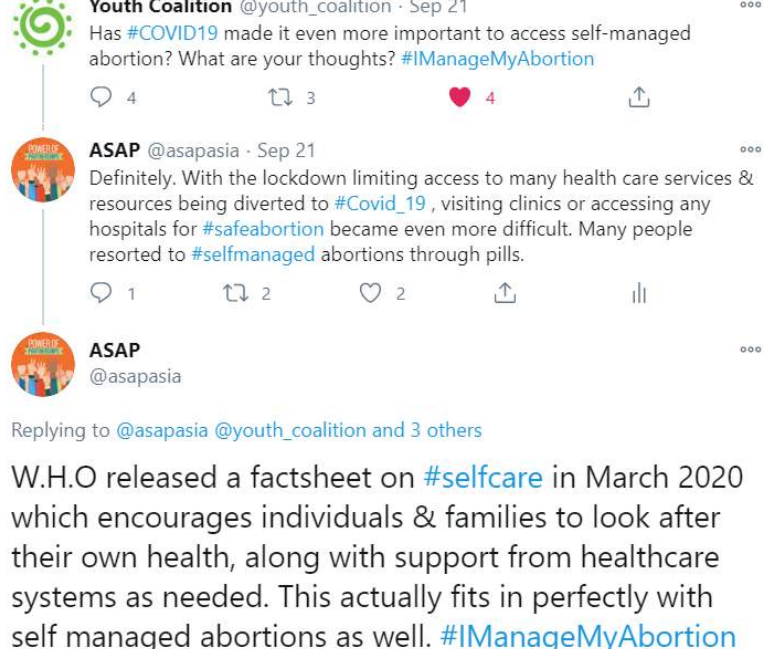 Youth Coalition @youth_coalition · Sep 21
Has #COVID19 made it even more important to access self-managed
abortion? What are your thoughts? #IManageMyAbortion
4 3 4
POWER OF
PARTNERSHIPS
ASAP @asapasia · Sep 21
Definitely. With the lockdown limiting access to many health care services &
resources being diverted to #Covid_19 , visiting clinics or accessing any
hospitals for #safeabortion became even more difficult. Many people
resorted to #selfmanaged abortions through pills.
1 2 2
POWER OF
PARTNERSHIPS
ASAP
@asapasia
Replying to @asapasia @youth_coalition and 3 others
W.H.O released a factsheet on #selfcare in March 2020
which encourages individuals & families to look after
their own health, along with support from healthcare
systems as needed. This actually fits in perfectly with
self managed abortions as well. #IManageMyAbortion